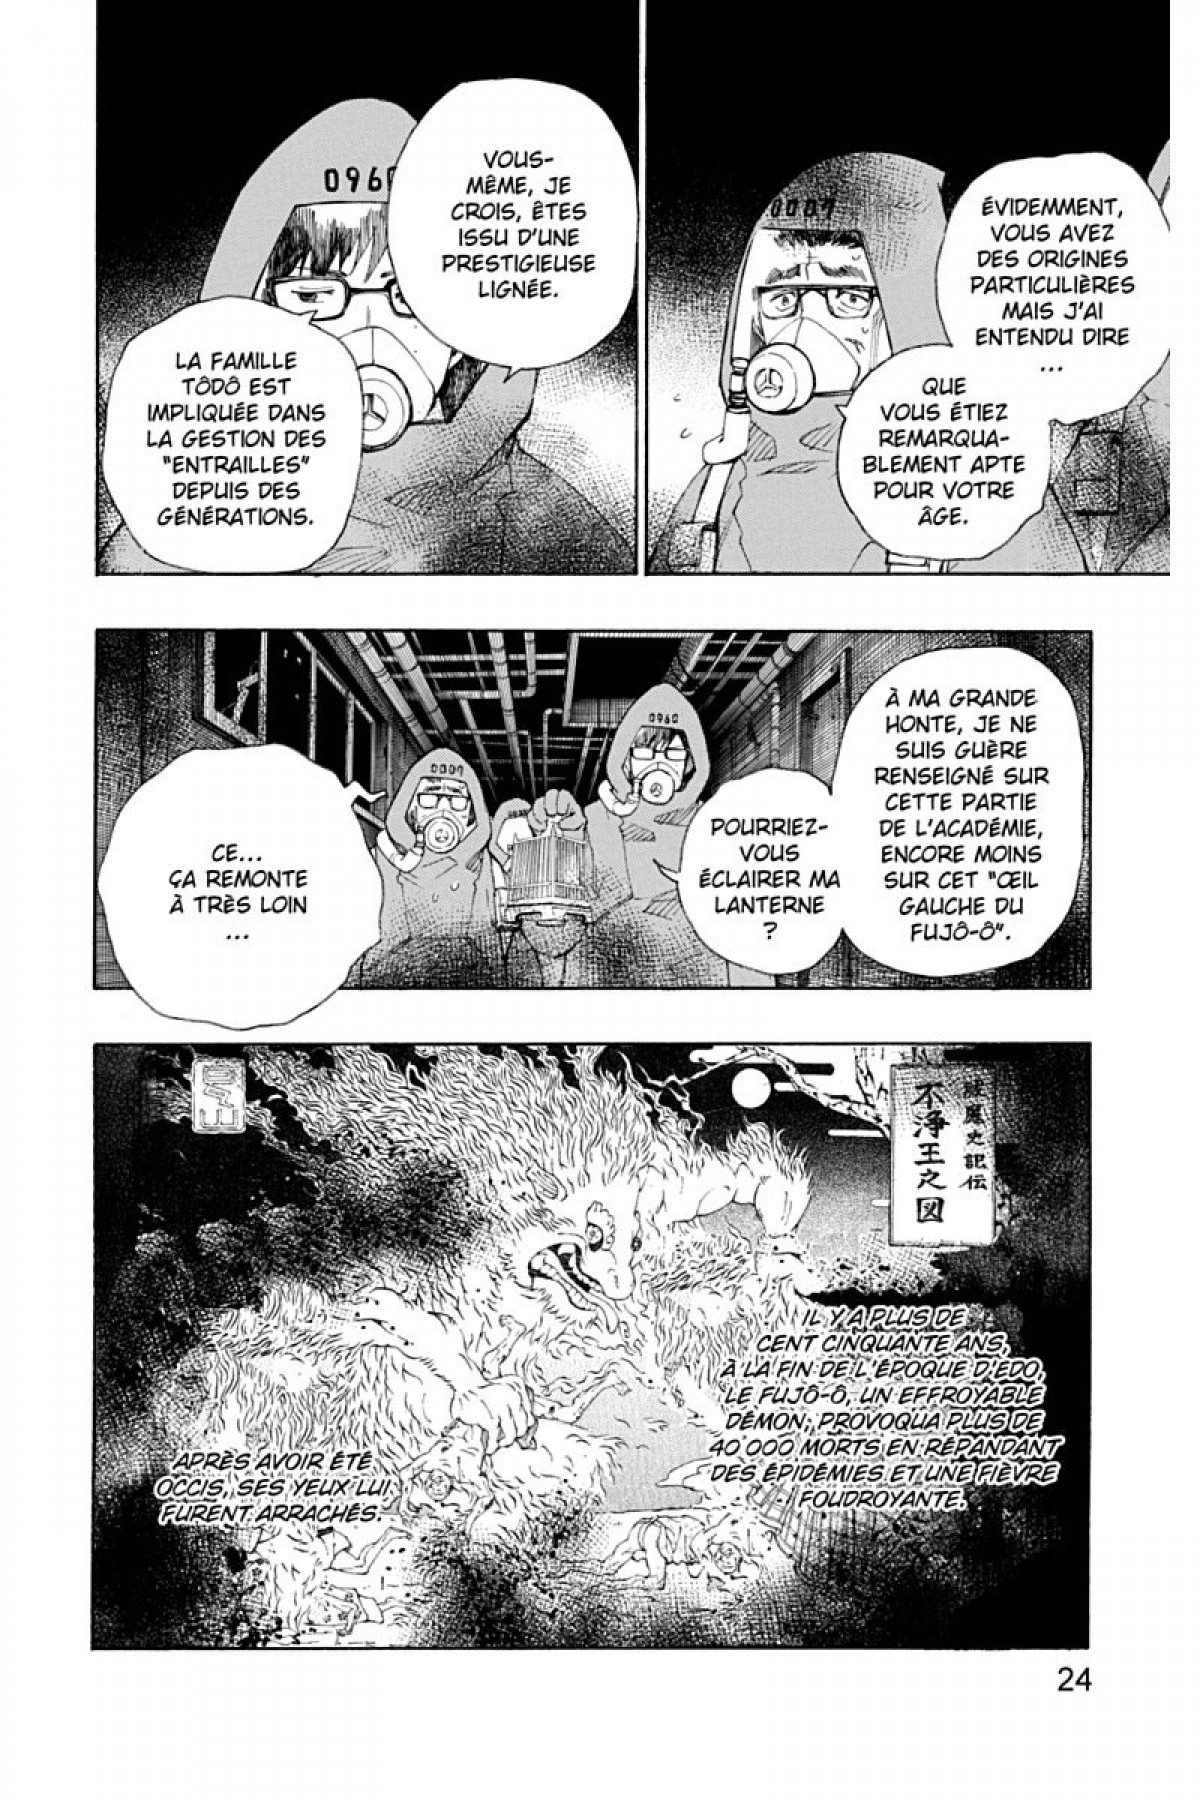 0007
ÉVIDEMMENT,
VOUS AVEZ
DES ORIGINES
PARTICULIÈRES
MAIS J'AI
ENTENDU DIRE
...
QUE
VOUS ÉTIEZ
REMARQUA-
BLEMENT APTE
POUR VOTRE
ÂGE.
0960
VOUS-
MÊME, JE
CROIS, ÊTES
ISSU D'UNE
PRESTIGIEUSE
LIGNÉE.
LA FAMILLE
TÔDÔ EST
IMPLIQUÉE DANS
LA GESTION DES
"ENTRAILLES"
DEPUIS DES
GÉNÉRATIONS.
À MA GRANDE
HONTE, JE NE
SUIS GUÈRE
RENSEIGNÉ SUR
CETTE PARTIE
DE L'ACADÉMIE,
ENCORE MOINS
SUR CET "ŒIL
GAUCHE DU
FUJÔ-Ô".
POURRIEZ-
VOUS
ÉCLAIRER MA
LANTERNE
?
0960
0007
CE...
ÇA REMONTE
À TRÈS LOIN
...
不浄王之図
IL Y A PLUS DE
CENT CINQUANTE ANS,
À LA FIN DE L'ÉPOQUE D'EDO,
LE FUJÔ-Ô, UN EFFROYABLE
DÉMON, PROVOQUA PLUS DE
40 000 MORTS EN RÉPANDANT
DES ÉPIDÉMIES ET UNE FIÈVRE
FOUDROYANTE.
APRÈS AVOIR ÉTÉ
OCCIS, SES YEUX LUI
FURENT ARRACHÉS.
24